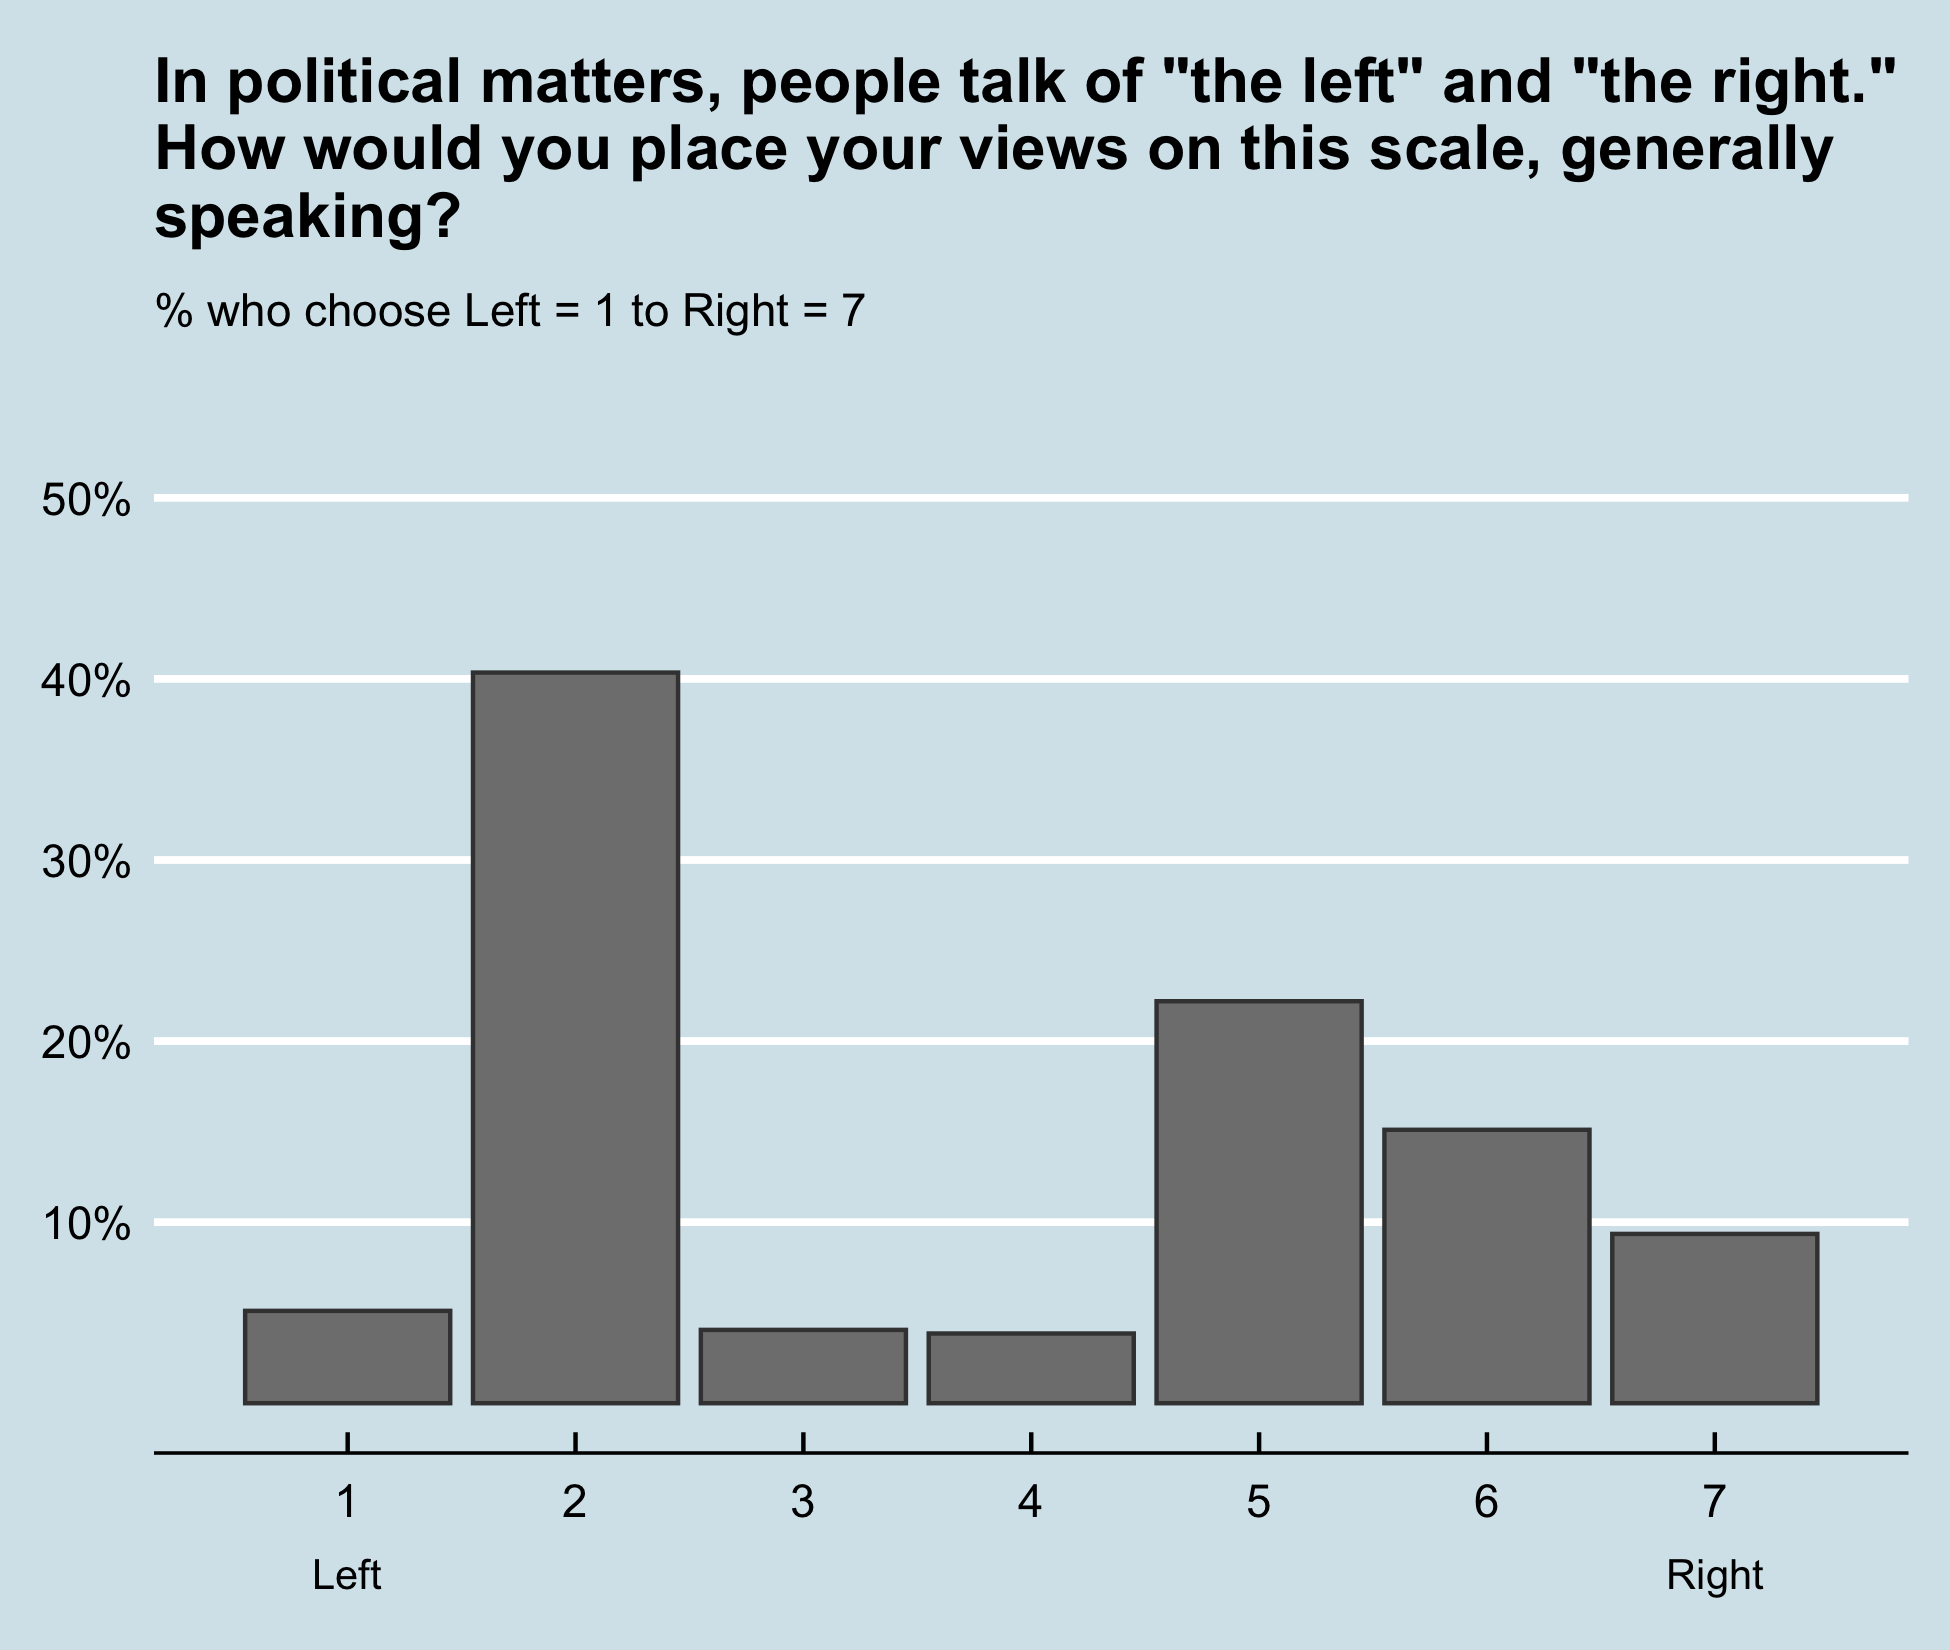 In political matters, people talk of "the left" and "the right."
How would you place your views on this scale, generally
speaking?
% who choose Left = 1 to Right = 7
50%
40%
30%
20%
10%
1 2 3 4 5 6 7
Left Right